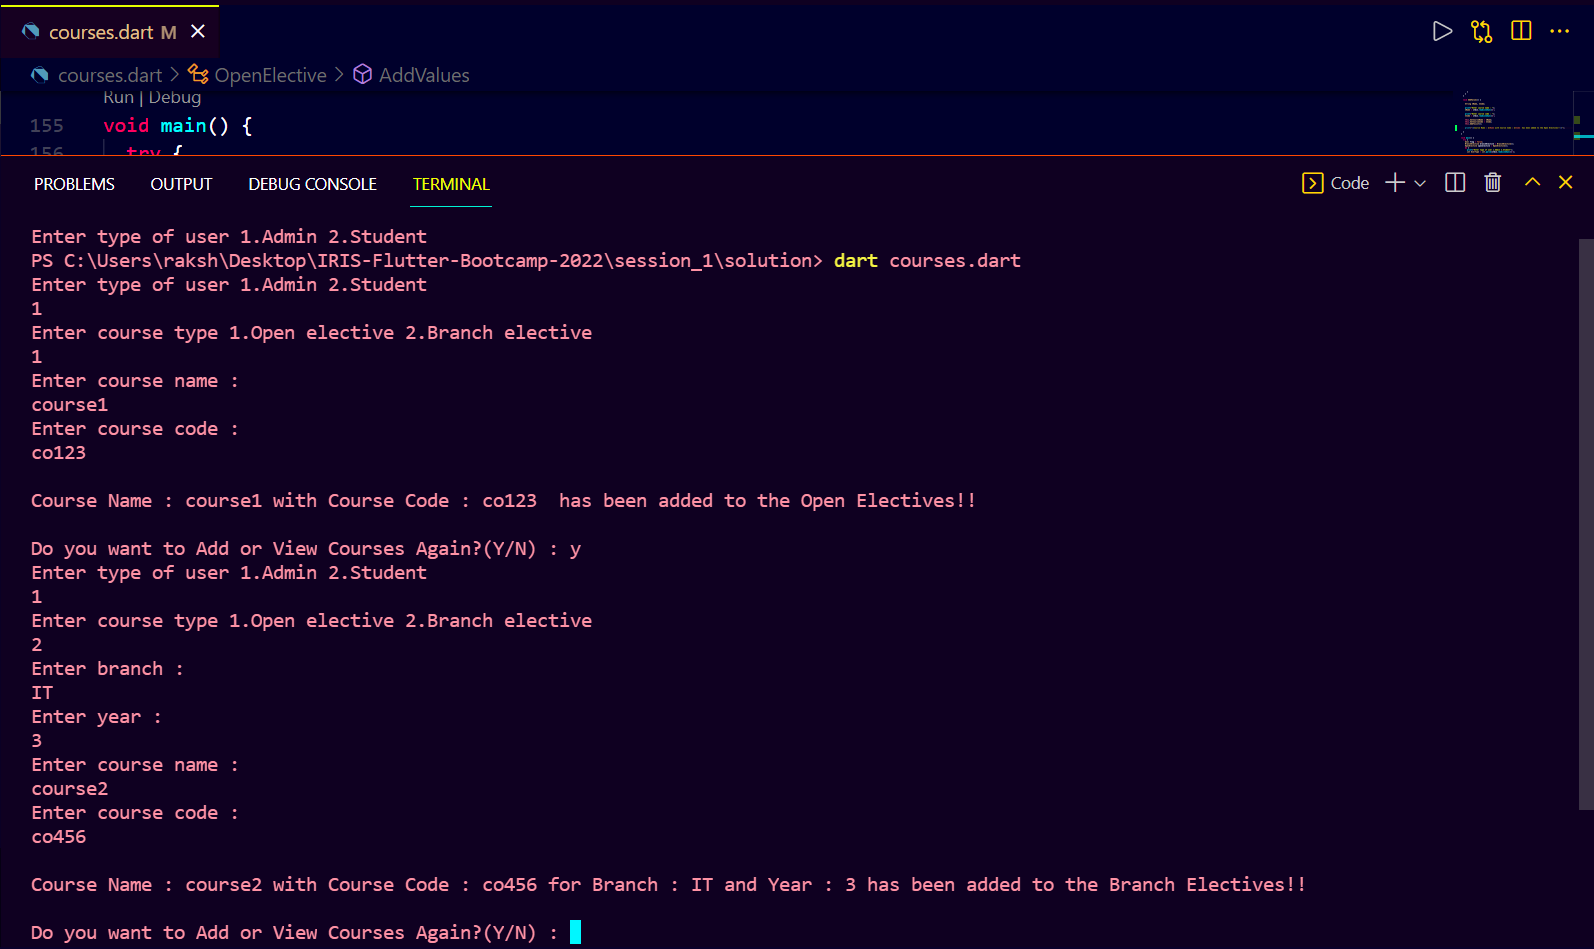 courses.dart M
courses.dart > OpenElective > AddValues
Run | Debug
155 void main() {
156 try {
PROBLEMS OUTPUT DEBUG CONSOLE TERMINAL Code
Enter type of user 1.Admin 2.Student
PS C:\Users\raksh\Desktop\IRIS-Flutter-Bootcamp-2022\session_1\solution> dart courses.dart
Enter type of user 1.Admin 2.Student
1
Enter course type 1.Open elective 2.Branch elective
1
Enter course name :
course1
Enter course code :
co123
Course Name : course1 with Course Code : co123  has been added to the Open Electives!!
Do you want to Add or View Courses Again?(Y/N) : y
Enter type of user 1.Admin 2.Student
1
Enter course type 1.Open elective 2.Branch elective
2
Enter branch :
IT
Enter year :
3
Enter course name :
course2
Enter course code :
co456
Course Name : course2 with Course Code : co456 for Branch : IT and Year : 3 has been added to the Branch Electives!!
Do you want to Add or View Courses Again?(Y/N) :